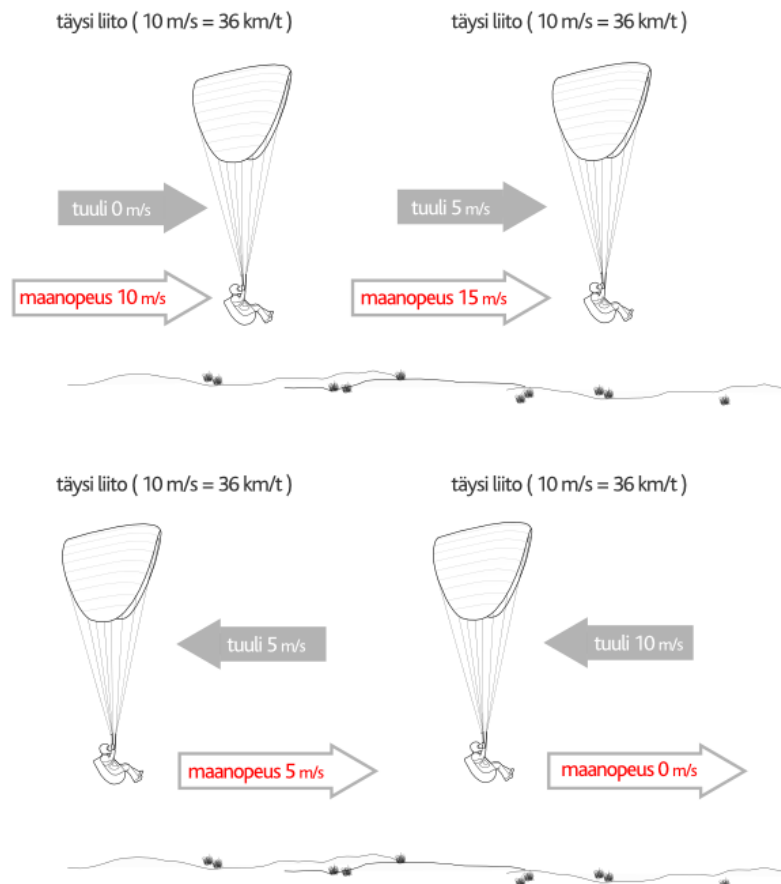 täysi liito ( 10 m/s = 36 km/t )
täysi liito ( 10 m/s = 36 km/t )
tuuli 0 m/s
tuuli 5 m/s
maanopeus 10 m/s
maanopeus 15 m/s
täysi liito ( 10 m/s = 36 km/t )
täysi liito ( 10 m/s = 36 km/t )
tuuli 5 m/s
tuuli 10 m/s
maanopeus 5 m/s
maanopeus 0 m/s